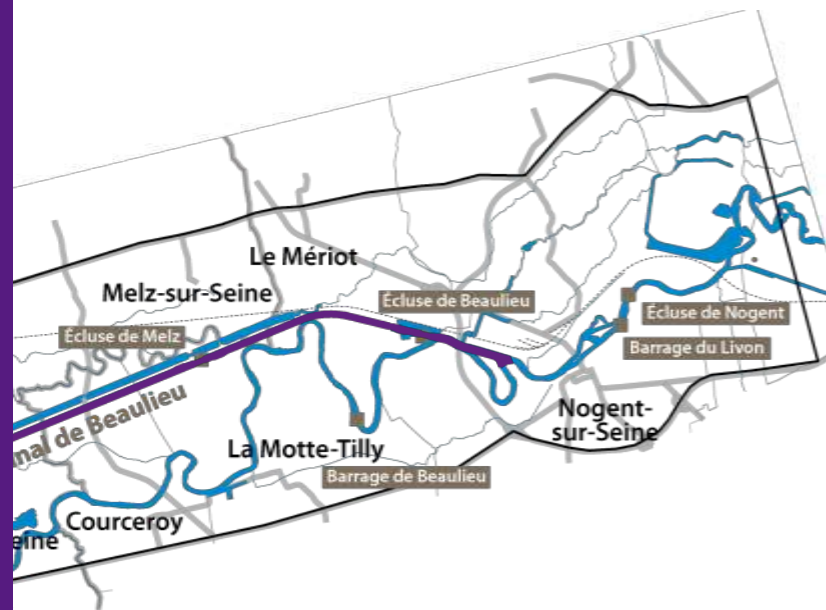 Le Mériot
Melz-sur-Seine
Écluse de Beaulieu
Écluse de Melz
Écluse de Nogent
Barrage du Livon
nal de Beaulieu
Nogent-
sur-Seine
La Motte-Tilly
Barrage de Beaulieu
Courceroy
eine